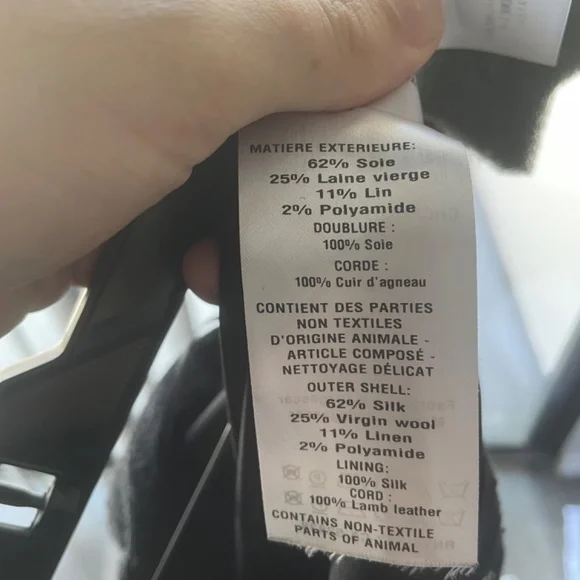 MATIERE EXTERIEURE:
62% Soie
25% Laine vierge
11% Lin
2% Polyamide
DOUBLURE :
100% Soie
CORDE :
100% Cuir d'agneau
CONTIENT DES PARTIES
NON TEXTILES
D'ORIGINE ANIMALE -
ARTICLE COMPOSÉ -
NETTOYAGE DÉLICAT
OUTER SHELL:
62% Silk
25% Virgin wool
11% Linen
2% Polyamide
LINING:
100% Silk
CORD :
100% Lamb leather
CONTAINS NON-TEXTILE
PARTS OF ANIMAL